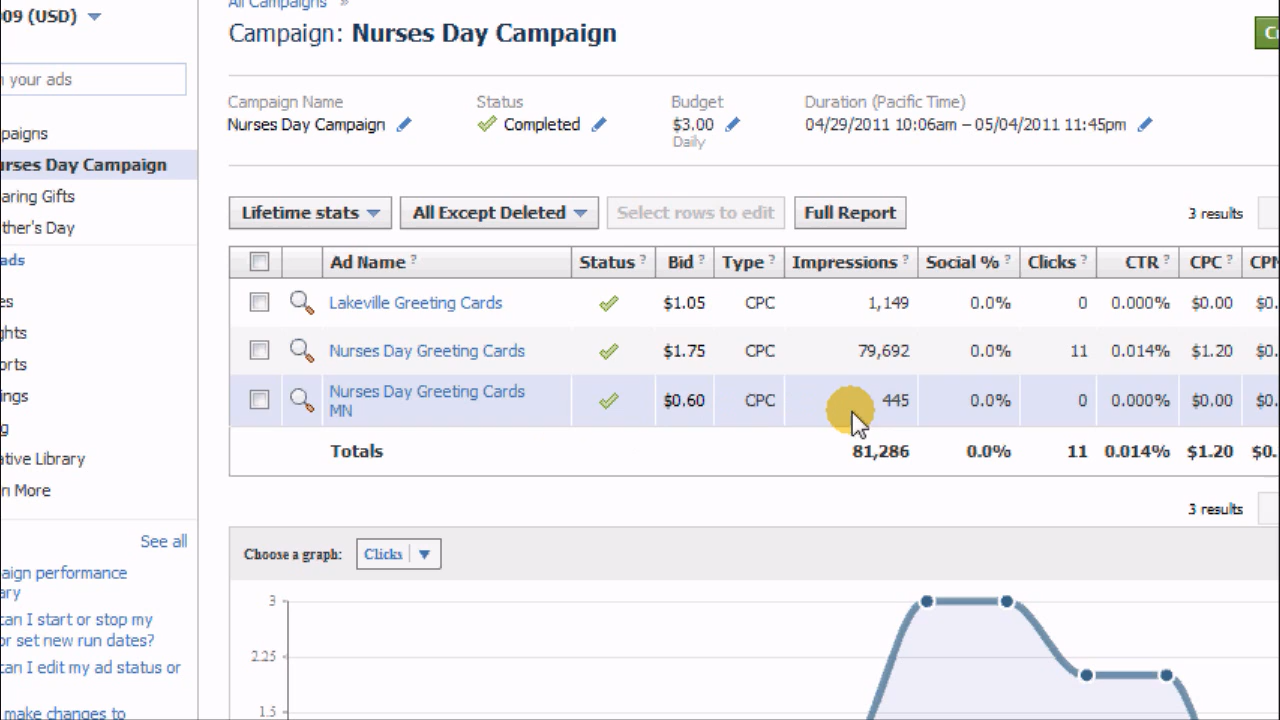 All Campaigns »
09 (USD)
Campaign: Nurses Day Campaign
your ads
Campaign Name Status Budget Duration (Pacific Time)
Nurses Day Campaign Completed $3.00 04/29/2011 10:06am – 05/04/2011 11:45pm
Daily
paigns
urses Day Campaign
aring Gifts
ther's Day
ads
es
ghts
orts
ings
g
ative Library
n More
See all
aign performance
ary
can I start or stop my
or set new run dates?
can I edit my ad status or
make changes to
Lifetime stats All Except Deleted Select rows to edit Full Report 3 results
Ad Name ? Status ? Bid ? Type ? Impressions ? Social % ? Clicks ? CTR ? CPC ? CPM
Lakeville Greeting Cards $1.05 CPC 1,149 0.0% 0 0.000% $0.00 $0.
Nurses Day Greeting Cards $1.75 CPC 79,692 0.0% 11 0.014% $1.20 $0.
Nurses Day Greeting Cards
MN $0.60 CPC 445 0.0% 0 0.000% $0.00 $0.
Totals 81,286 0.0% 11 0.014% $1.20 $0.
3 results
Choose a graph: Clicks
3
2.25
1.5